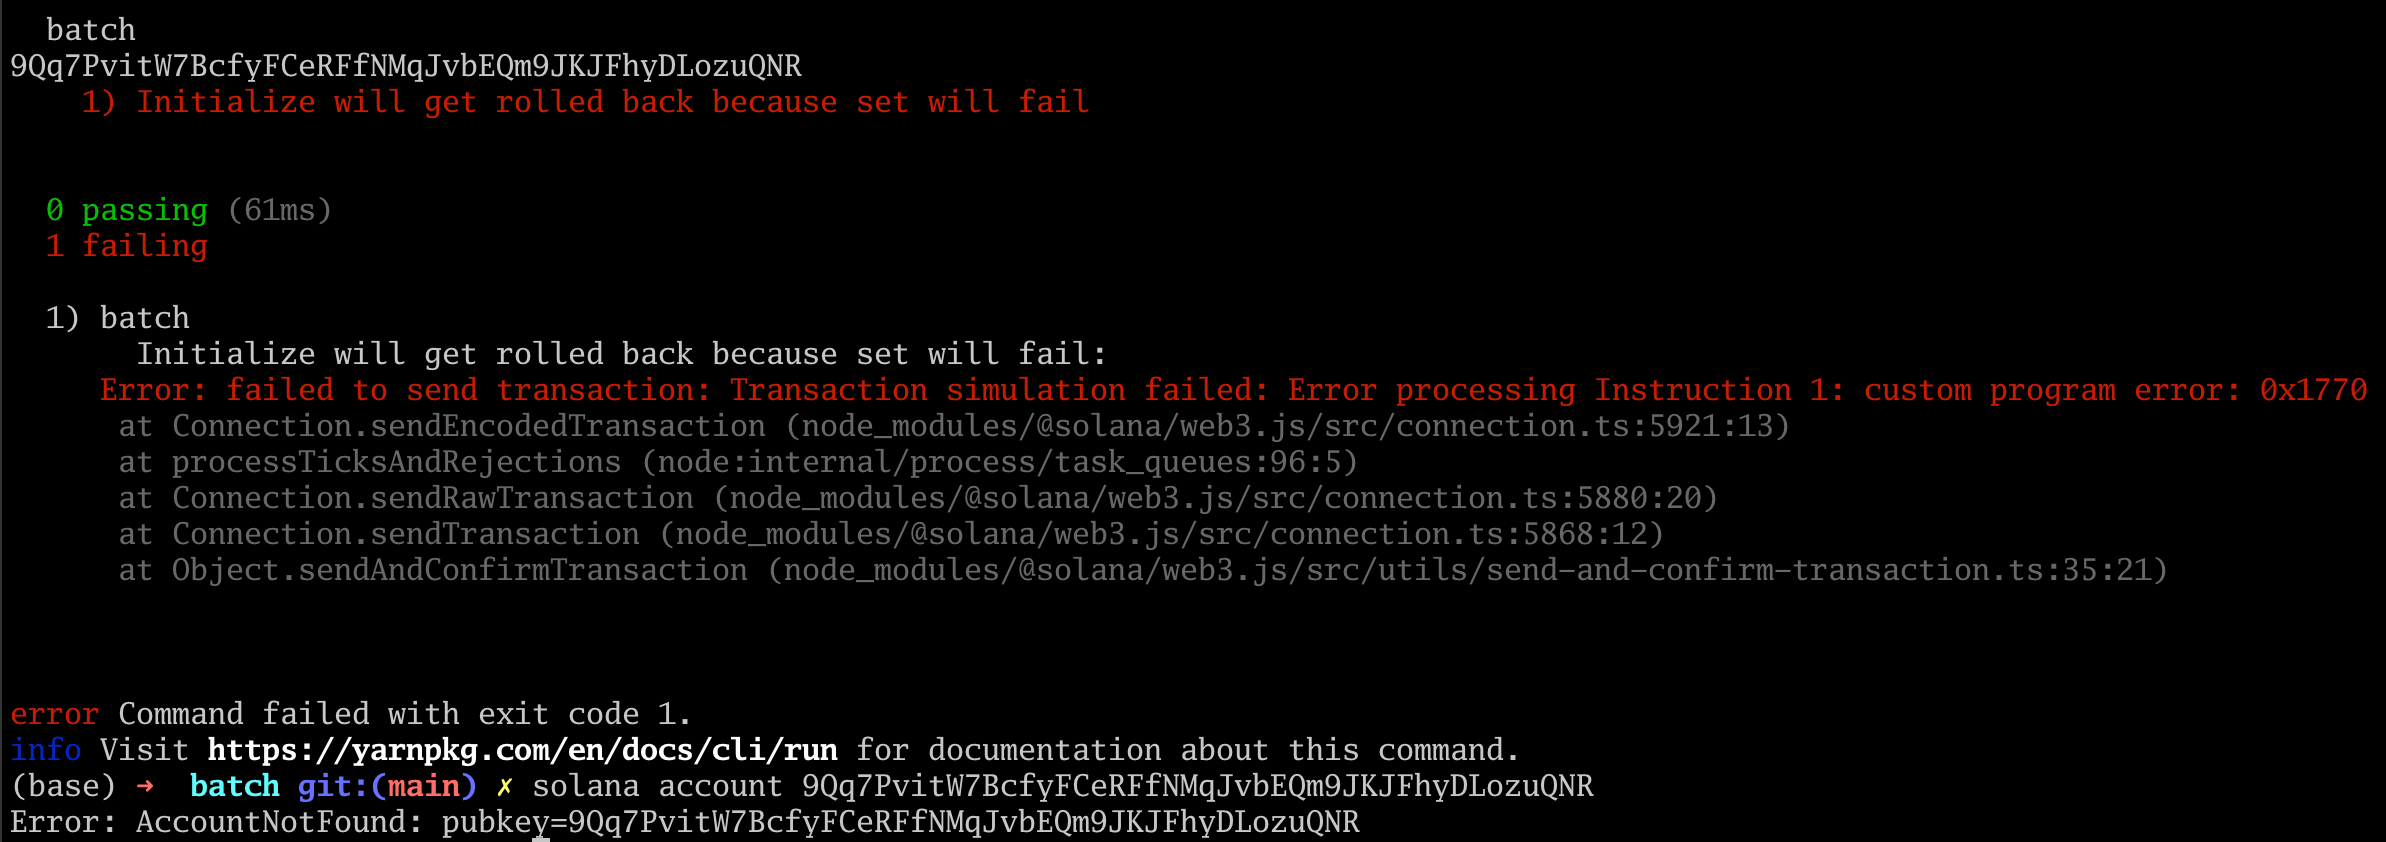 batch
9Qq7PvitW7BcfyFCeRFfNMqJvbEQm9JKJFhyDLozuQNR
1) Initialize will get rolled back because set will fail
0 passing (61ms)
1 failing
1) batch
Initialize will get rolled back because set will fail:
Error: failed to send transaction: Transaction simulation failed: Error processing Instruction 1: custom program error: 0x1770
at Connection.sendEncodedTransaction (node_modules/@solana/web3.js/src/connection.ts:5921:13)
at processTicksAndRejections (node:internal/process/task_queues:96:5)
at Connection.sendRawTransaction (node_modules/@solana/web3.js/src/connection.ts:5880:20)
at Connection.sendTransaction (node_modules/@solana/web3.js/src/connection.ts:5868:12)
at Object.sendAndConfirmTransaction (node_modules/@solana/web3.js/src/utils/send-and-confirm-transaction.ts:35:21)
error Command failed with exit code 1.
info Visit https://yarnpkg.com/en/docs/cli/run for documentation about this command.
(base) ➜  batch git:(main) ✗ solana account 9Qq7PvitW7BcfyFCeRFfNMqJvbEQm9JKJFhyDLozuQNR
Error: AccountNotFound: pubkey=9Qq7PvitW7BcfyFCeRFfNMqJvbEQm9JKJFhyDLozuQNR